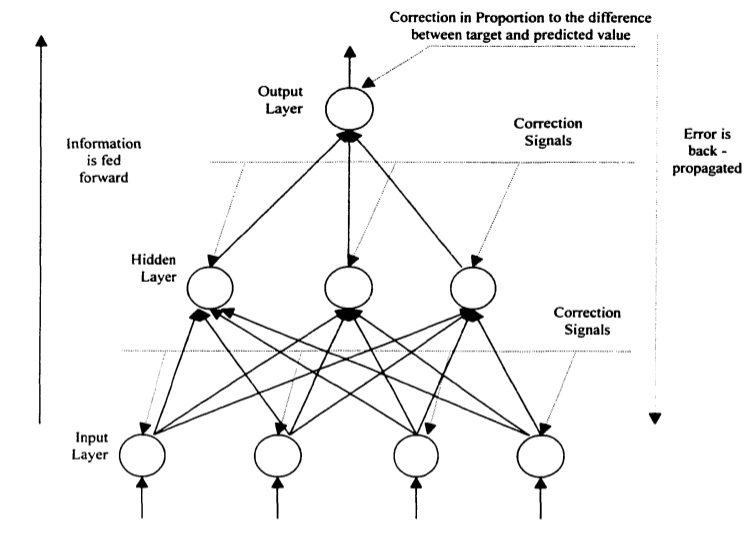 Correction in Proportion to the difference
between target and predicted value
Output
Layer
Correction
Signals
Information
is fed
forward
Error is
back -
propagated
Hidden
Layer
Correction
Signals
Input
Layer